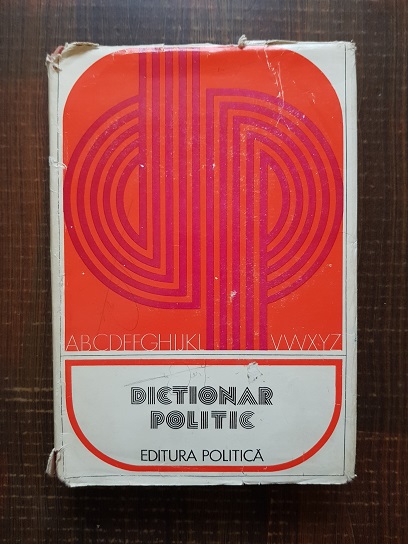 ABCDEFGHIJKL VWXYZ
DICTIONAR
POLITIC
EDITURA POLITICĂ